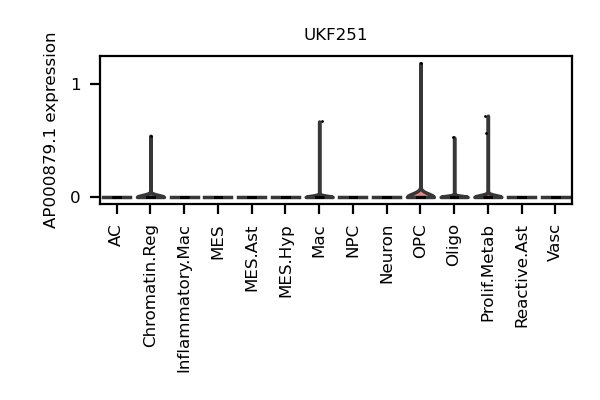 UKF251
AP000879.1 expression
1
0
AC
Chromatin.Reg
Inflammatory.Mac
MES
MES.Ast
MES.Hyp
Mac
NPC
Neuron
OPC
Oligo
Prolif.Metab
Reactive.Ast
Vasc